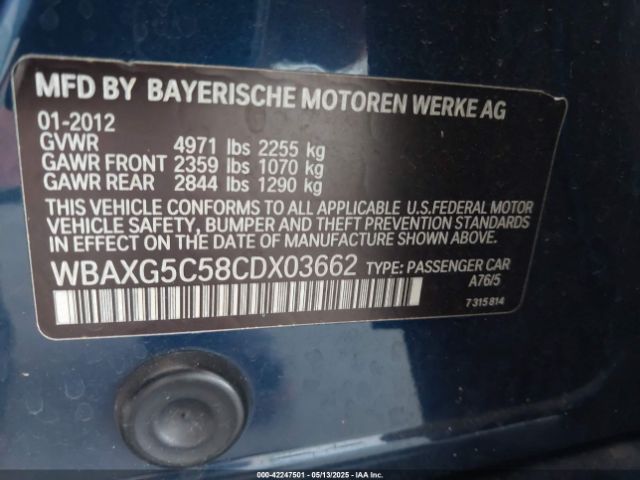 MFD BY BAYERISCHE MOTOREN WERKE AG
01-2012
GVWR 4971 lbs 2255 kg
GAWR FRONT 2359 lbs 1070 kg
GAWR REAR 2844 lbs 1290 kg
THIS VEHICLE CONFORMS TO ALL APPLICABLE U.S.FEDERAL MOTOR
VEHICLE SAFETY, BUMPER AND THEFT PREVENTION STANDARDS
IN EFFECT ON THE DATE OF MANUFACTURE SHOWN ABOVE.
WBAXG5C58CDX03662 TYPE: PASSENGER CAR
A76/5
7 315 814
000-42247501 - 05/13/2025 - IAA Inc. (Copart)